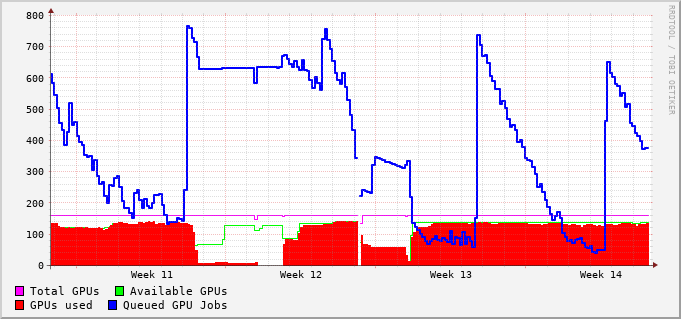 800
700
600
500
400
300
200
100
0
Week 11 Week 12 Week 13 Week 14
Total GPUs Available GPUs
GPUs used Queued GPU Jobs
RRDTOOL / TOBI OETIKER